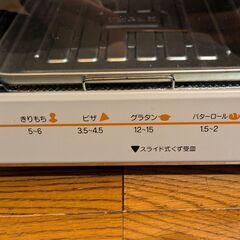 きりもち ピザ グラタン バターロール
5~6 3.5~4.5 12~15 1.5~2
▼スライド式くず受皿